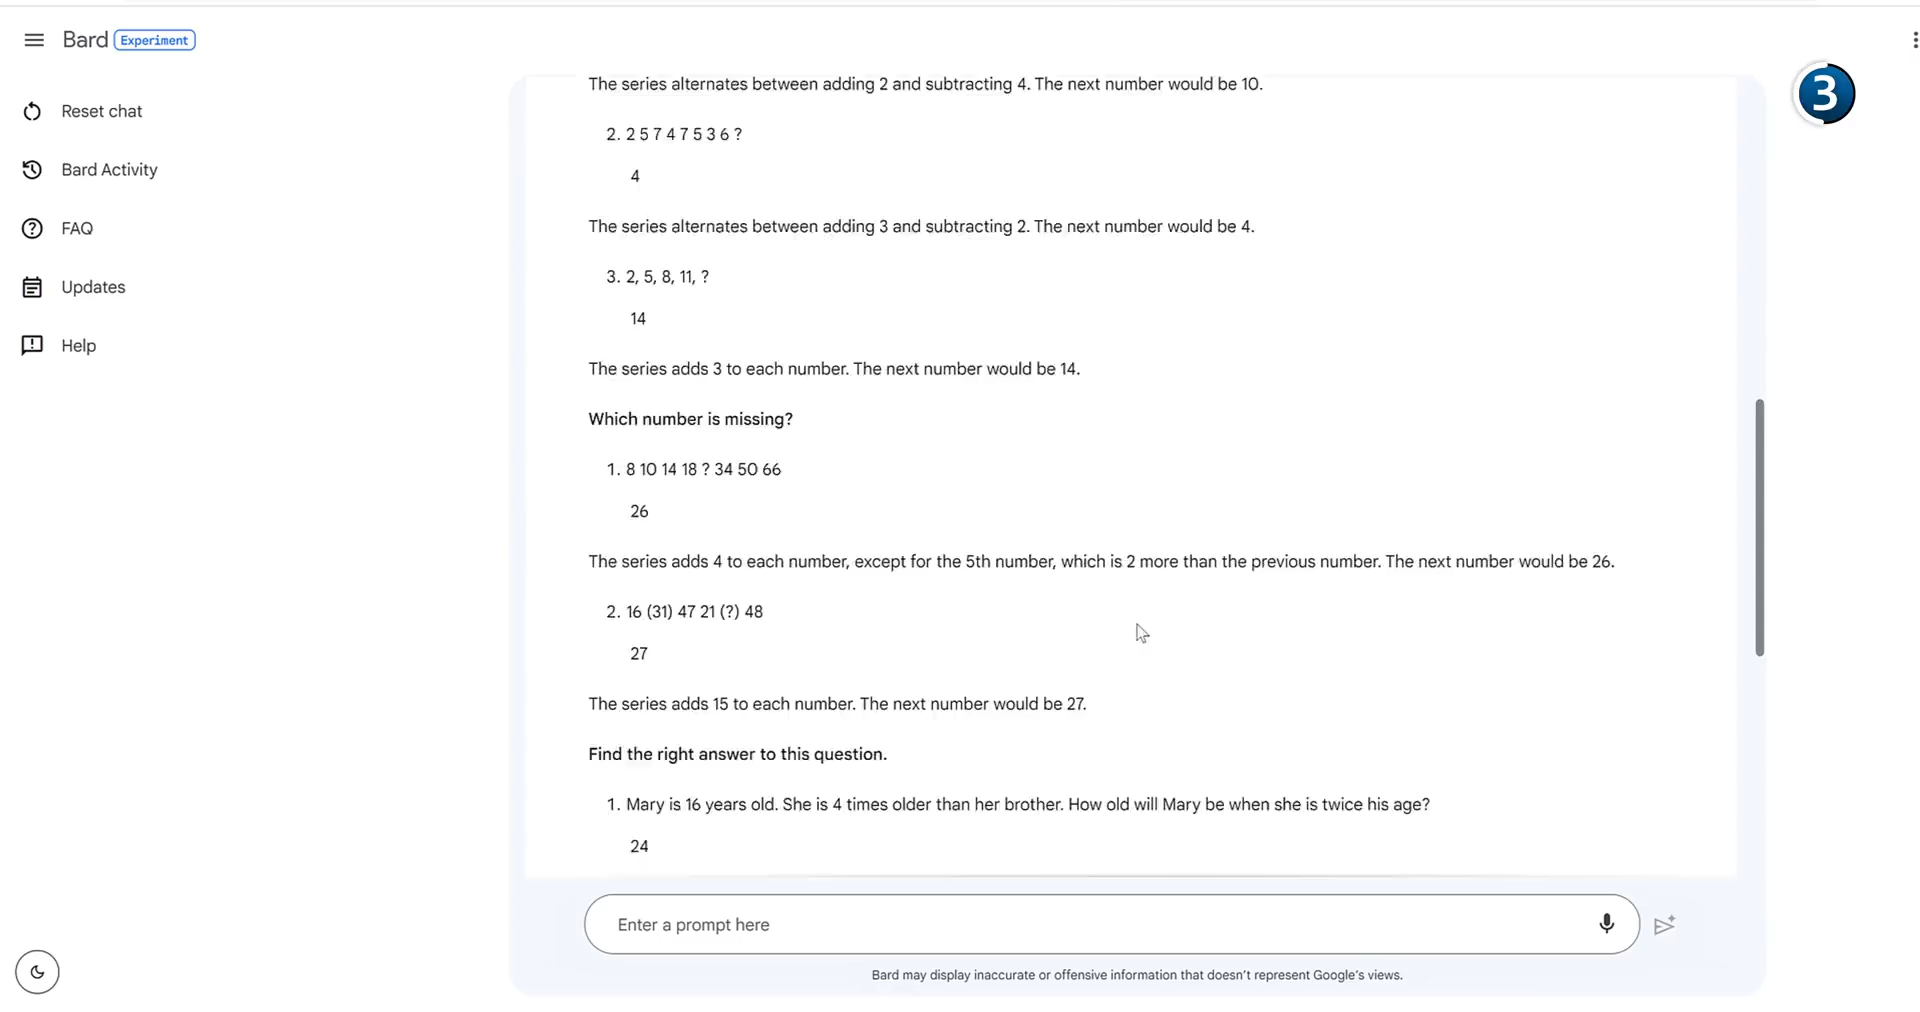 Bard Experiment
3
Reset chat
Bard Activity
FAQ
Updates
Help
The series alternates between adding 2 and subtracting 4. The next number would be 10.
2. 2 5 7 4 7 5 3 6 ?
4
The series alternates between adding 3 and subtracting 2. The next number would be 4.
3. 2, 5, 8, 11, ?
14
The series adds 3 to each number. The next number would be 14.
Which number is missing?
1. 8 10 14 18 ? 34 50 66
26
The series adds 4 to each number, except for the 5th number, which is 2 more than the previous number. The next number would be 26.
2. 16 (31) 47 21 (?) 48
27
The series adds 15 to each number. The next number would be 27.
Find the right answer to this question.
1. Mary is 16 years old. She is 4 times older than her brother. How old will Mary be when she is twice his age?
24
Enter a prompt here
Bard may display inaccurate or offensive information that doesn't represent Google's views.